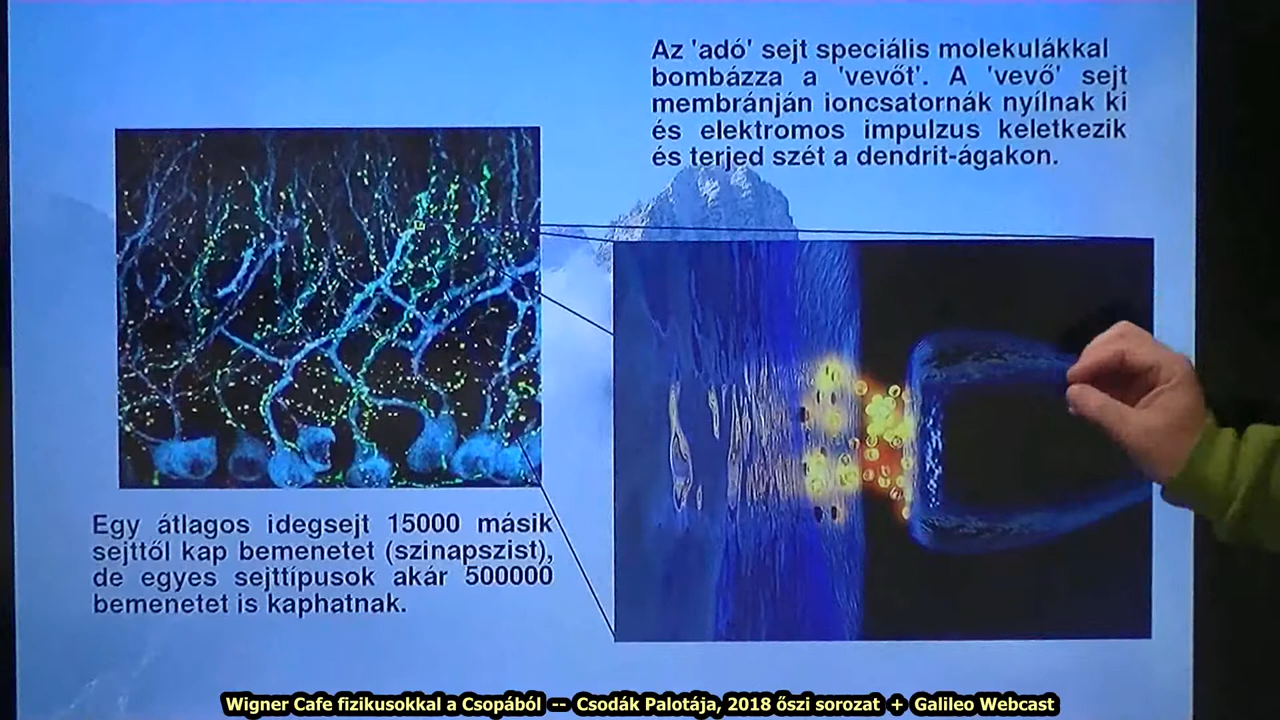 Az 'adó' sejt speciális molekulákkal
bombázza a 'vevőt'. A 'vevő' sejt
membránján ioncsatornák nyílnak ki
és elektromos impulzus keletkezik
és terjed szét a dendrit-ágakon.
Egy átlagos idegsejt 15000 másik
sejttől kap bemenetet (szinapszist),
de egyes sejttípusok akár 500000
bemenetet is kaphatnak.
Wigner Cafe fizikusokkal a Csopából -- Csodák Palotája, 2018 őszi sorozat + Galileo Webcast